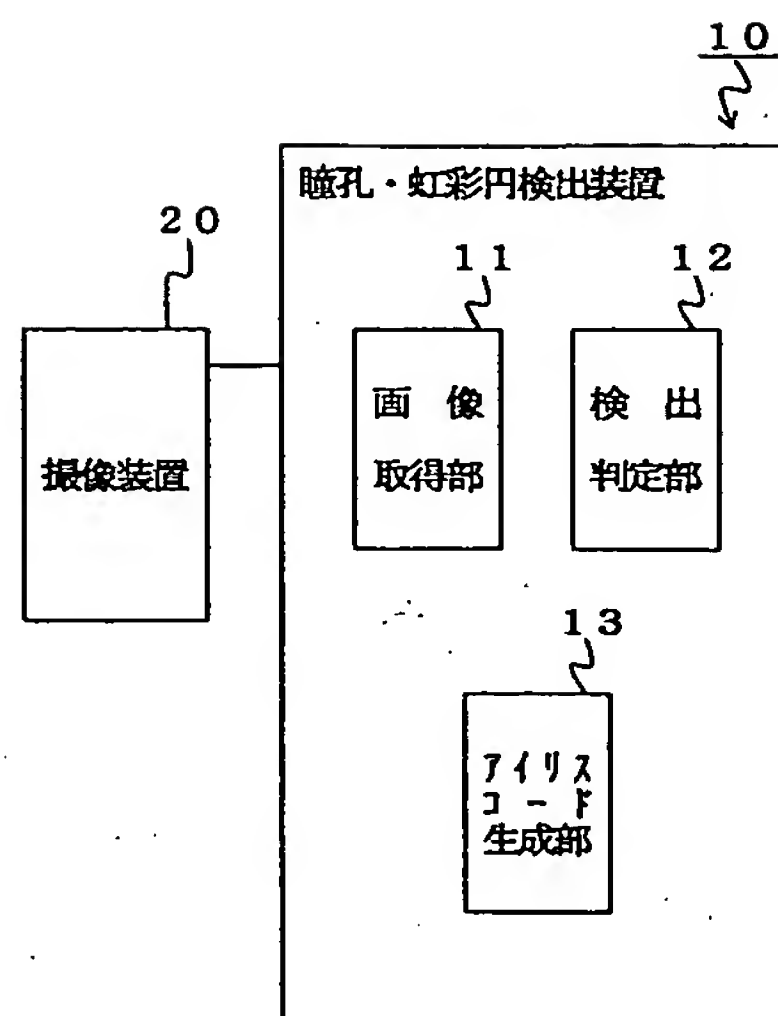 １０
瞳孔・虹彩円検出装置
２０
１１
１２
撮像装置
画像
取得部
検出
判定部
１３
アイリス
コード
生成部